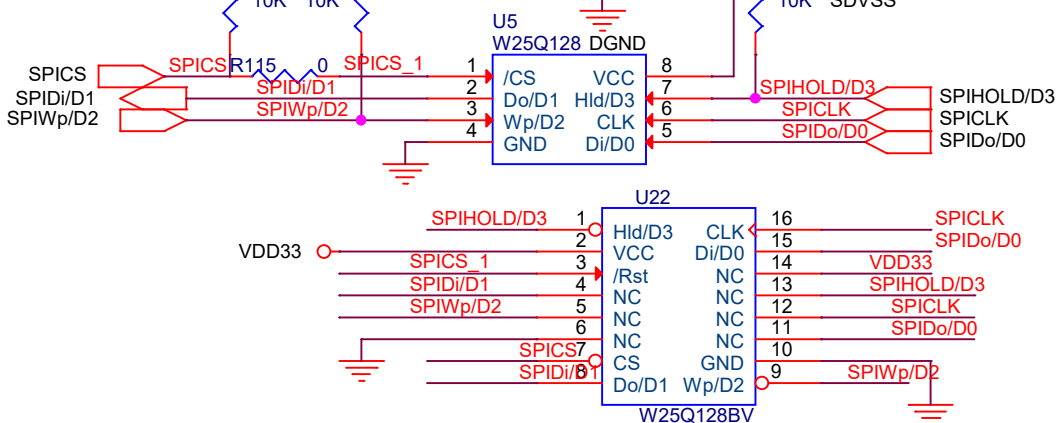 10K 10K 10K SDVSS
U5
W25Q128 DGND
SPICS SPICS R115 0 SPICS_1 1 /CS VCC 8
SPIDi/D1 SPIDi/D1 2 Do/D1 Hld/D3 7 SPIHOLD/D3 SPIHOLD/D3
SPIWp/D2 SPIWp/D2 3 Wp/D2 CLK 6 SPICLK SPICLK
4 GND Di/D0 5 SPIDo/D0 SPIDo/D0
U22
SPIHOLD/D3 1 Hld/D3 CLK 16 SPICLK
VDD33 2 VCC Di/D0 15 SPIDo/D0
SPICS_1 3 /Rst NC 14 VDD33
SPIDi/D1 4 NC NC 13 SPIHOLD/D3
SPIWp/D2 5 NC NC 12 SPICLK
6 NC NC 11 SPIDo/D0
SPICS 7 CS GND 10
SPIDi/D1 8 Do/D1 Wp/D2 9 SPIWp/D2
W25Q128BV